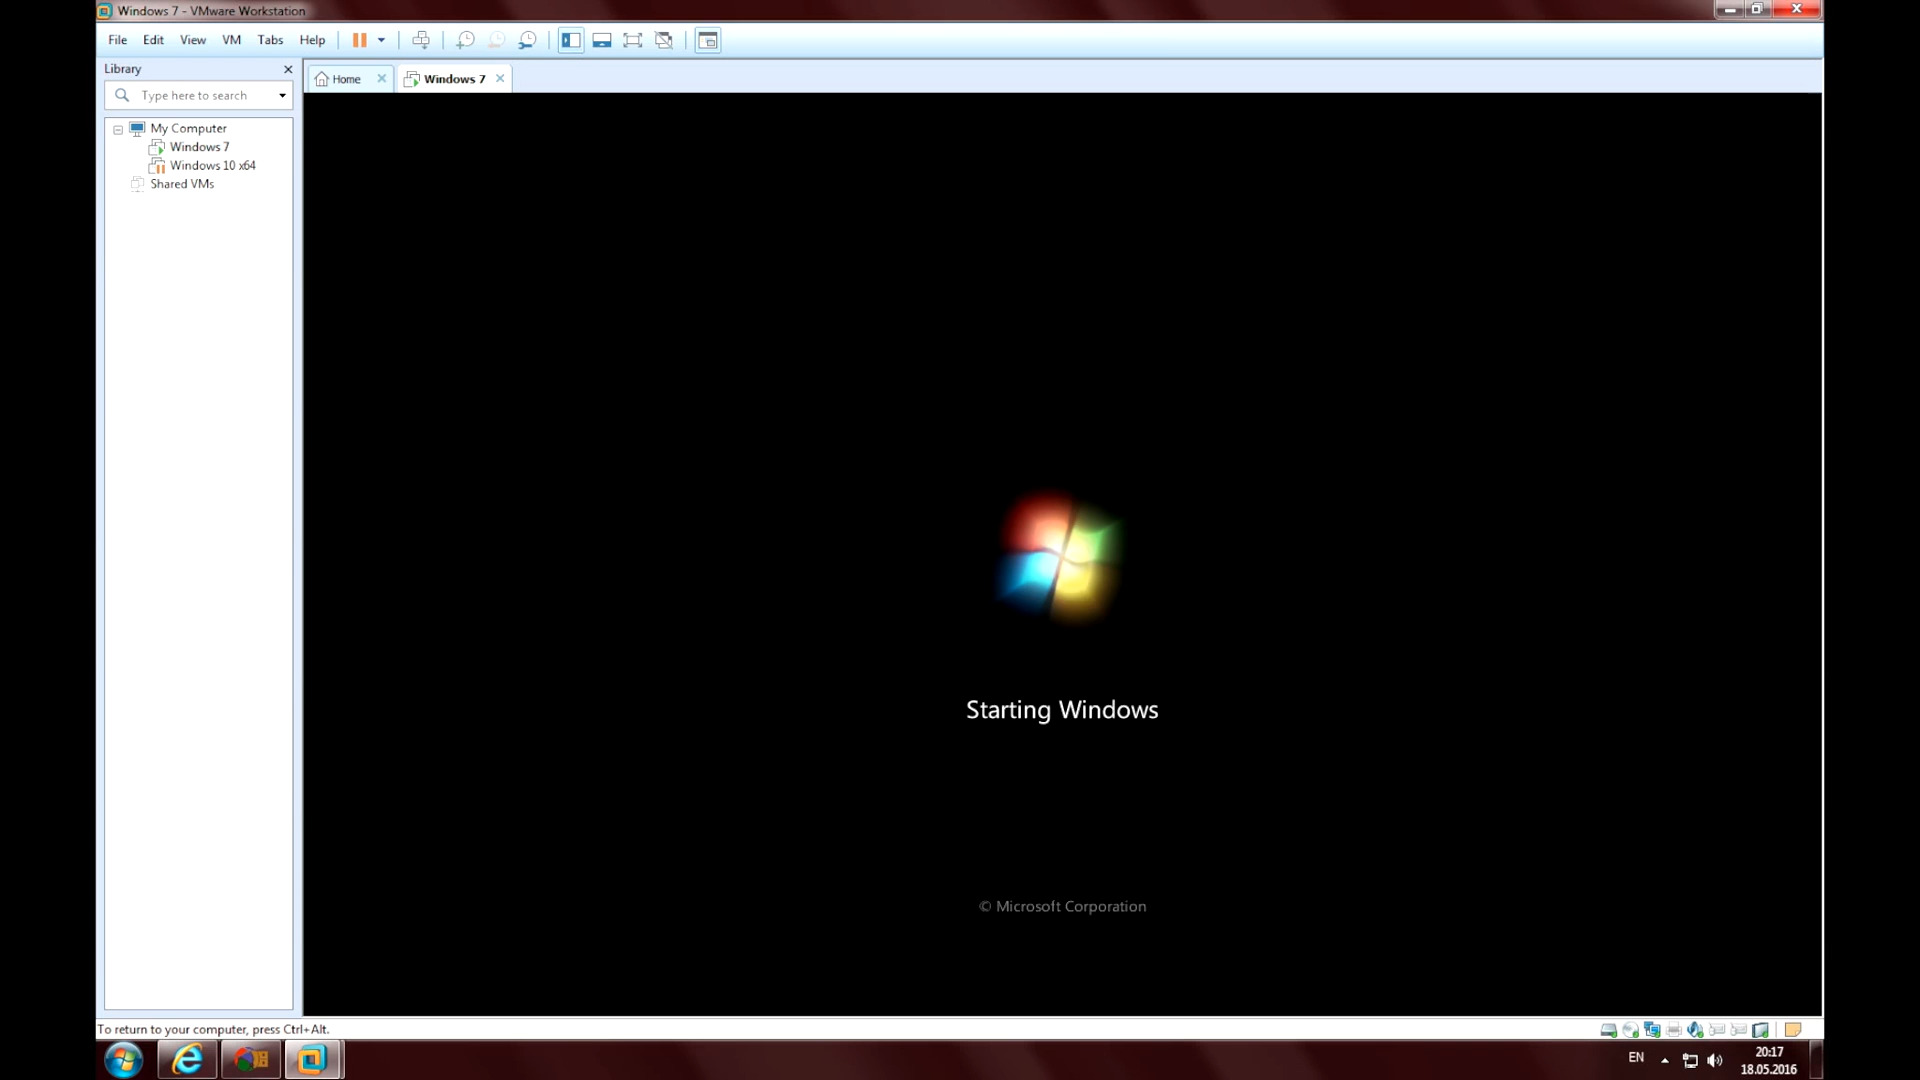 Windows 7 - VMware Workstation
File Edit View VM Tabs Help
Library
Type here to search
Home
Windows 7
My Computer
Windows 7
Windows 10 x64
Shared VMs
Starting Windows
© Microsoft Corporation
To return to your computer, press Ctrl+Alt.
EN
20:17
18.05.2016